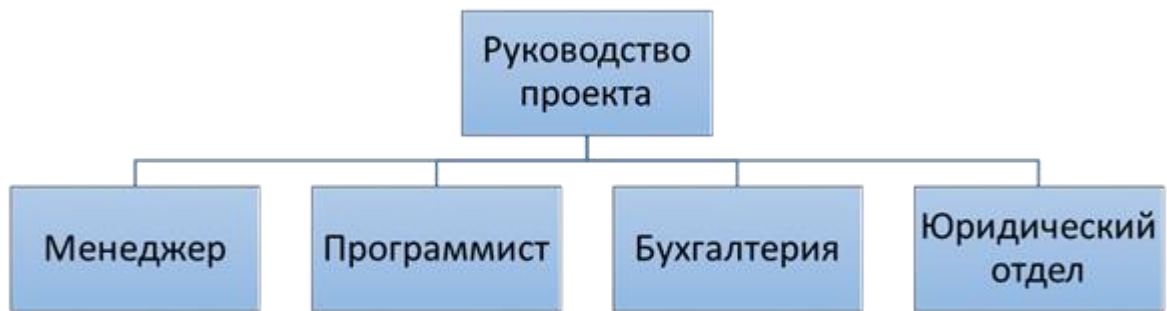 Руководство
проекта
Менеджер
Программист
Бухгалтерия
Юридический
отдел